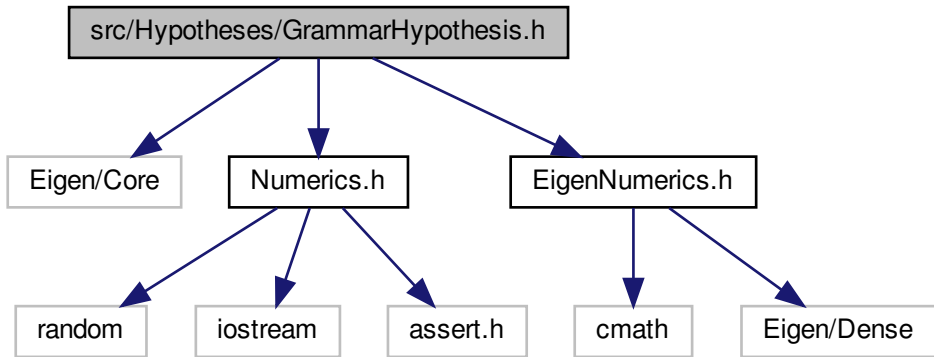 src/Hypotheses/GrammarHypothesis.h
Eigen/Core
Numerics.h
EigenNumerics.h
random
iostream
assert.h
cmath
Eigen/Dense